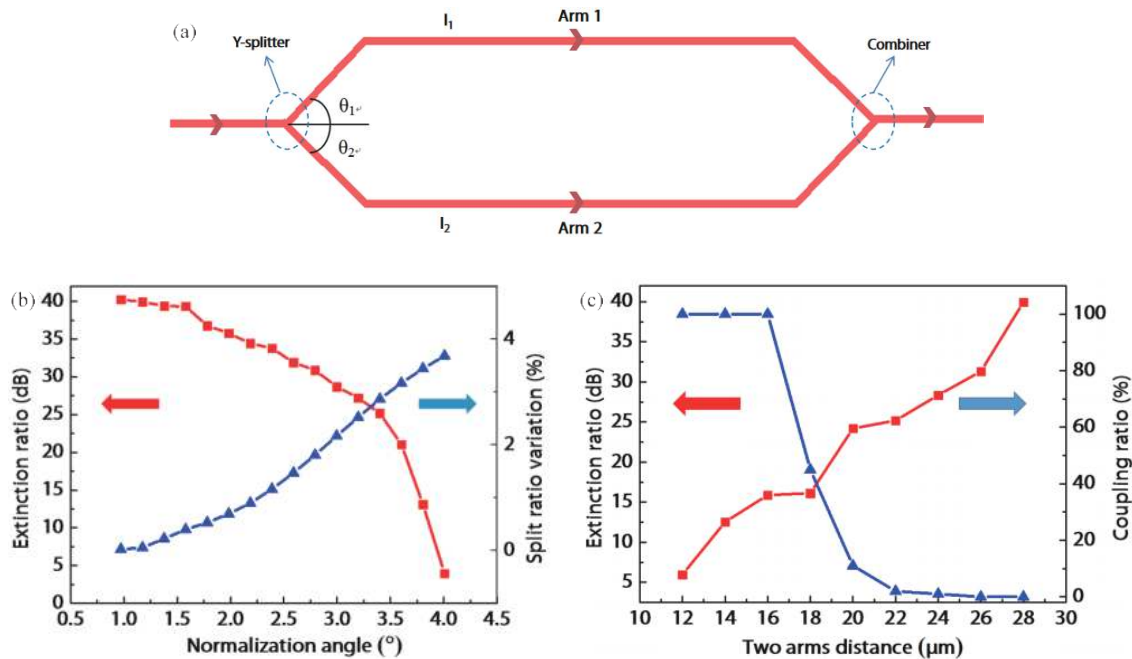 (a)
I1
Arm 1
Y-splitter
Combiner
θ1
θ2
I2
Arm 2
(b)
Extinction ratio (dB)
40
35
30
25
20
15
10
5
0
4
2
0
Split ratio variation (%)
0.5 1.0 1.5 2.0 2.5 3.0 3.5 4.0 4.5
Normalization angle (°)
(c)
Extinction ratio (dB)
40
35
30
25
20
15
10
5
100
80
60
40
20
0
Coupling ratio (%)
10 12 14 16 18 20 22 24 26 28 30
Two arms distance (μm)